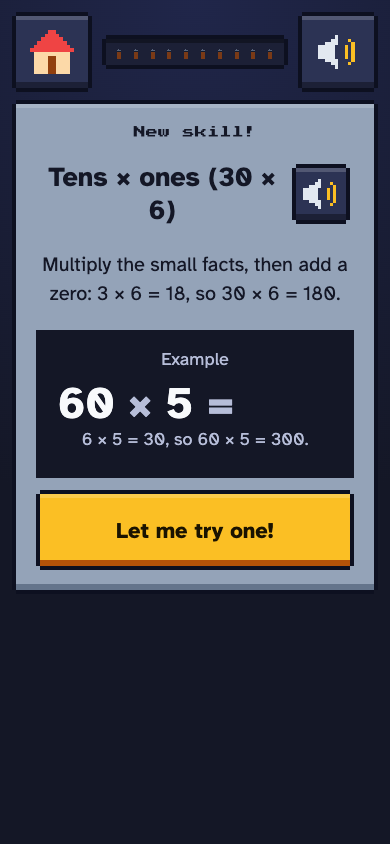 New skill!
Tens × ones (30 ×
6)
Multiply the small facts, then add a
zero: 3 × 6 = 18, so 30 × 6 = 180.
Example
60 × 5 =
6 × 5 = 30, so 60 × 5 = 300.
Let me try one!